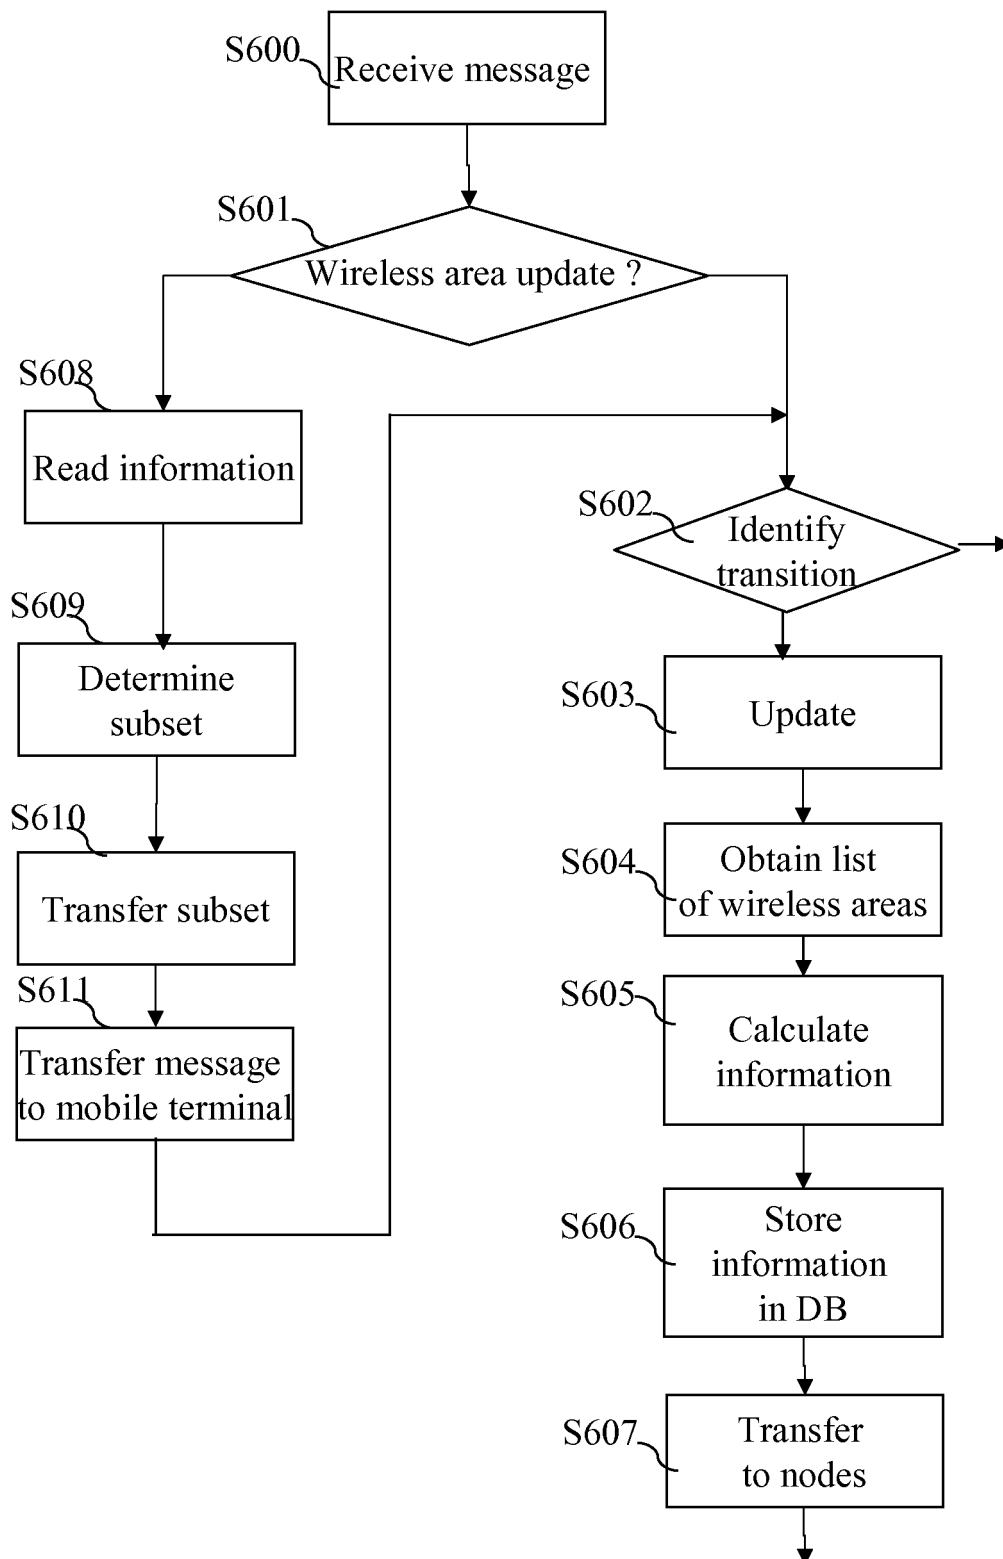 S600
Receive message
S601
Wireless area update ?
S608
Read information
S602
Identify
transition
S609
Determine
subset
S603
Update
S610
Transfer subset
S604
Obtain list
of wireless areas
S611
Transfer message
to mobile terminal
S605
Calculate
information
S606
Store
information
in DB
S607
Transfer
to nodes